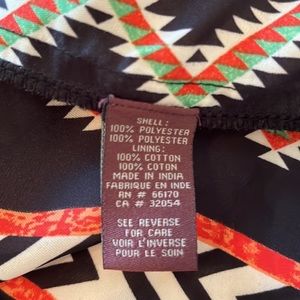 SHELL:
100% POLYESTER
100% POLYESTER
LINING:
100% COTTON
100% COTON
MADE IN INDIA
FABRIQUE EN INDE
RN # 66170
CA # 32054
SEE REVERSE
FOR CARE
VOIR L'INVERSE
POUR LE SOIN